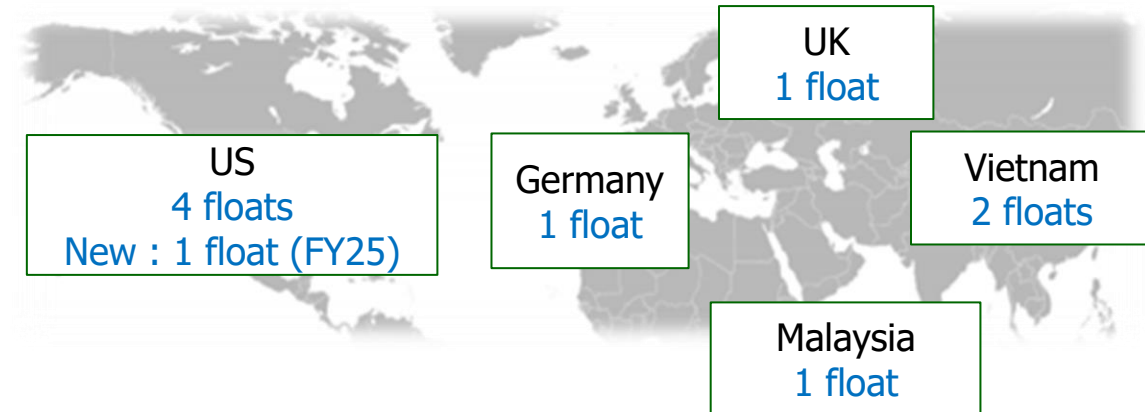 UK
1 float
US
4 floats
New : 1 float (FY25)
Germany
1 float
Vietnam
2 floats
Malaysia
1 float